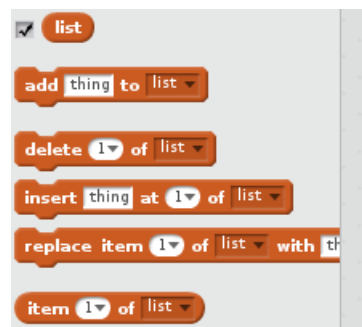 list
add thing to list
delete 1 of list
insert thing at 1 of list
replace item 1 of list with th
item 1 of list